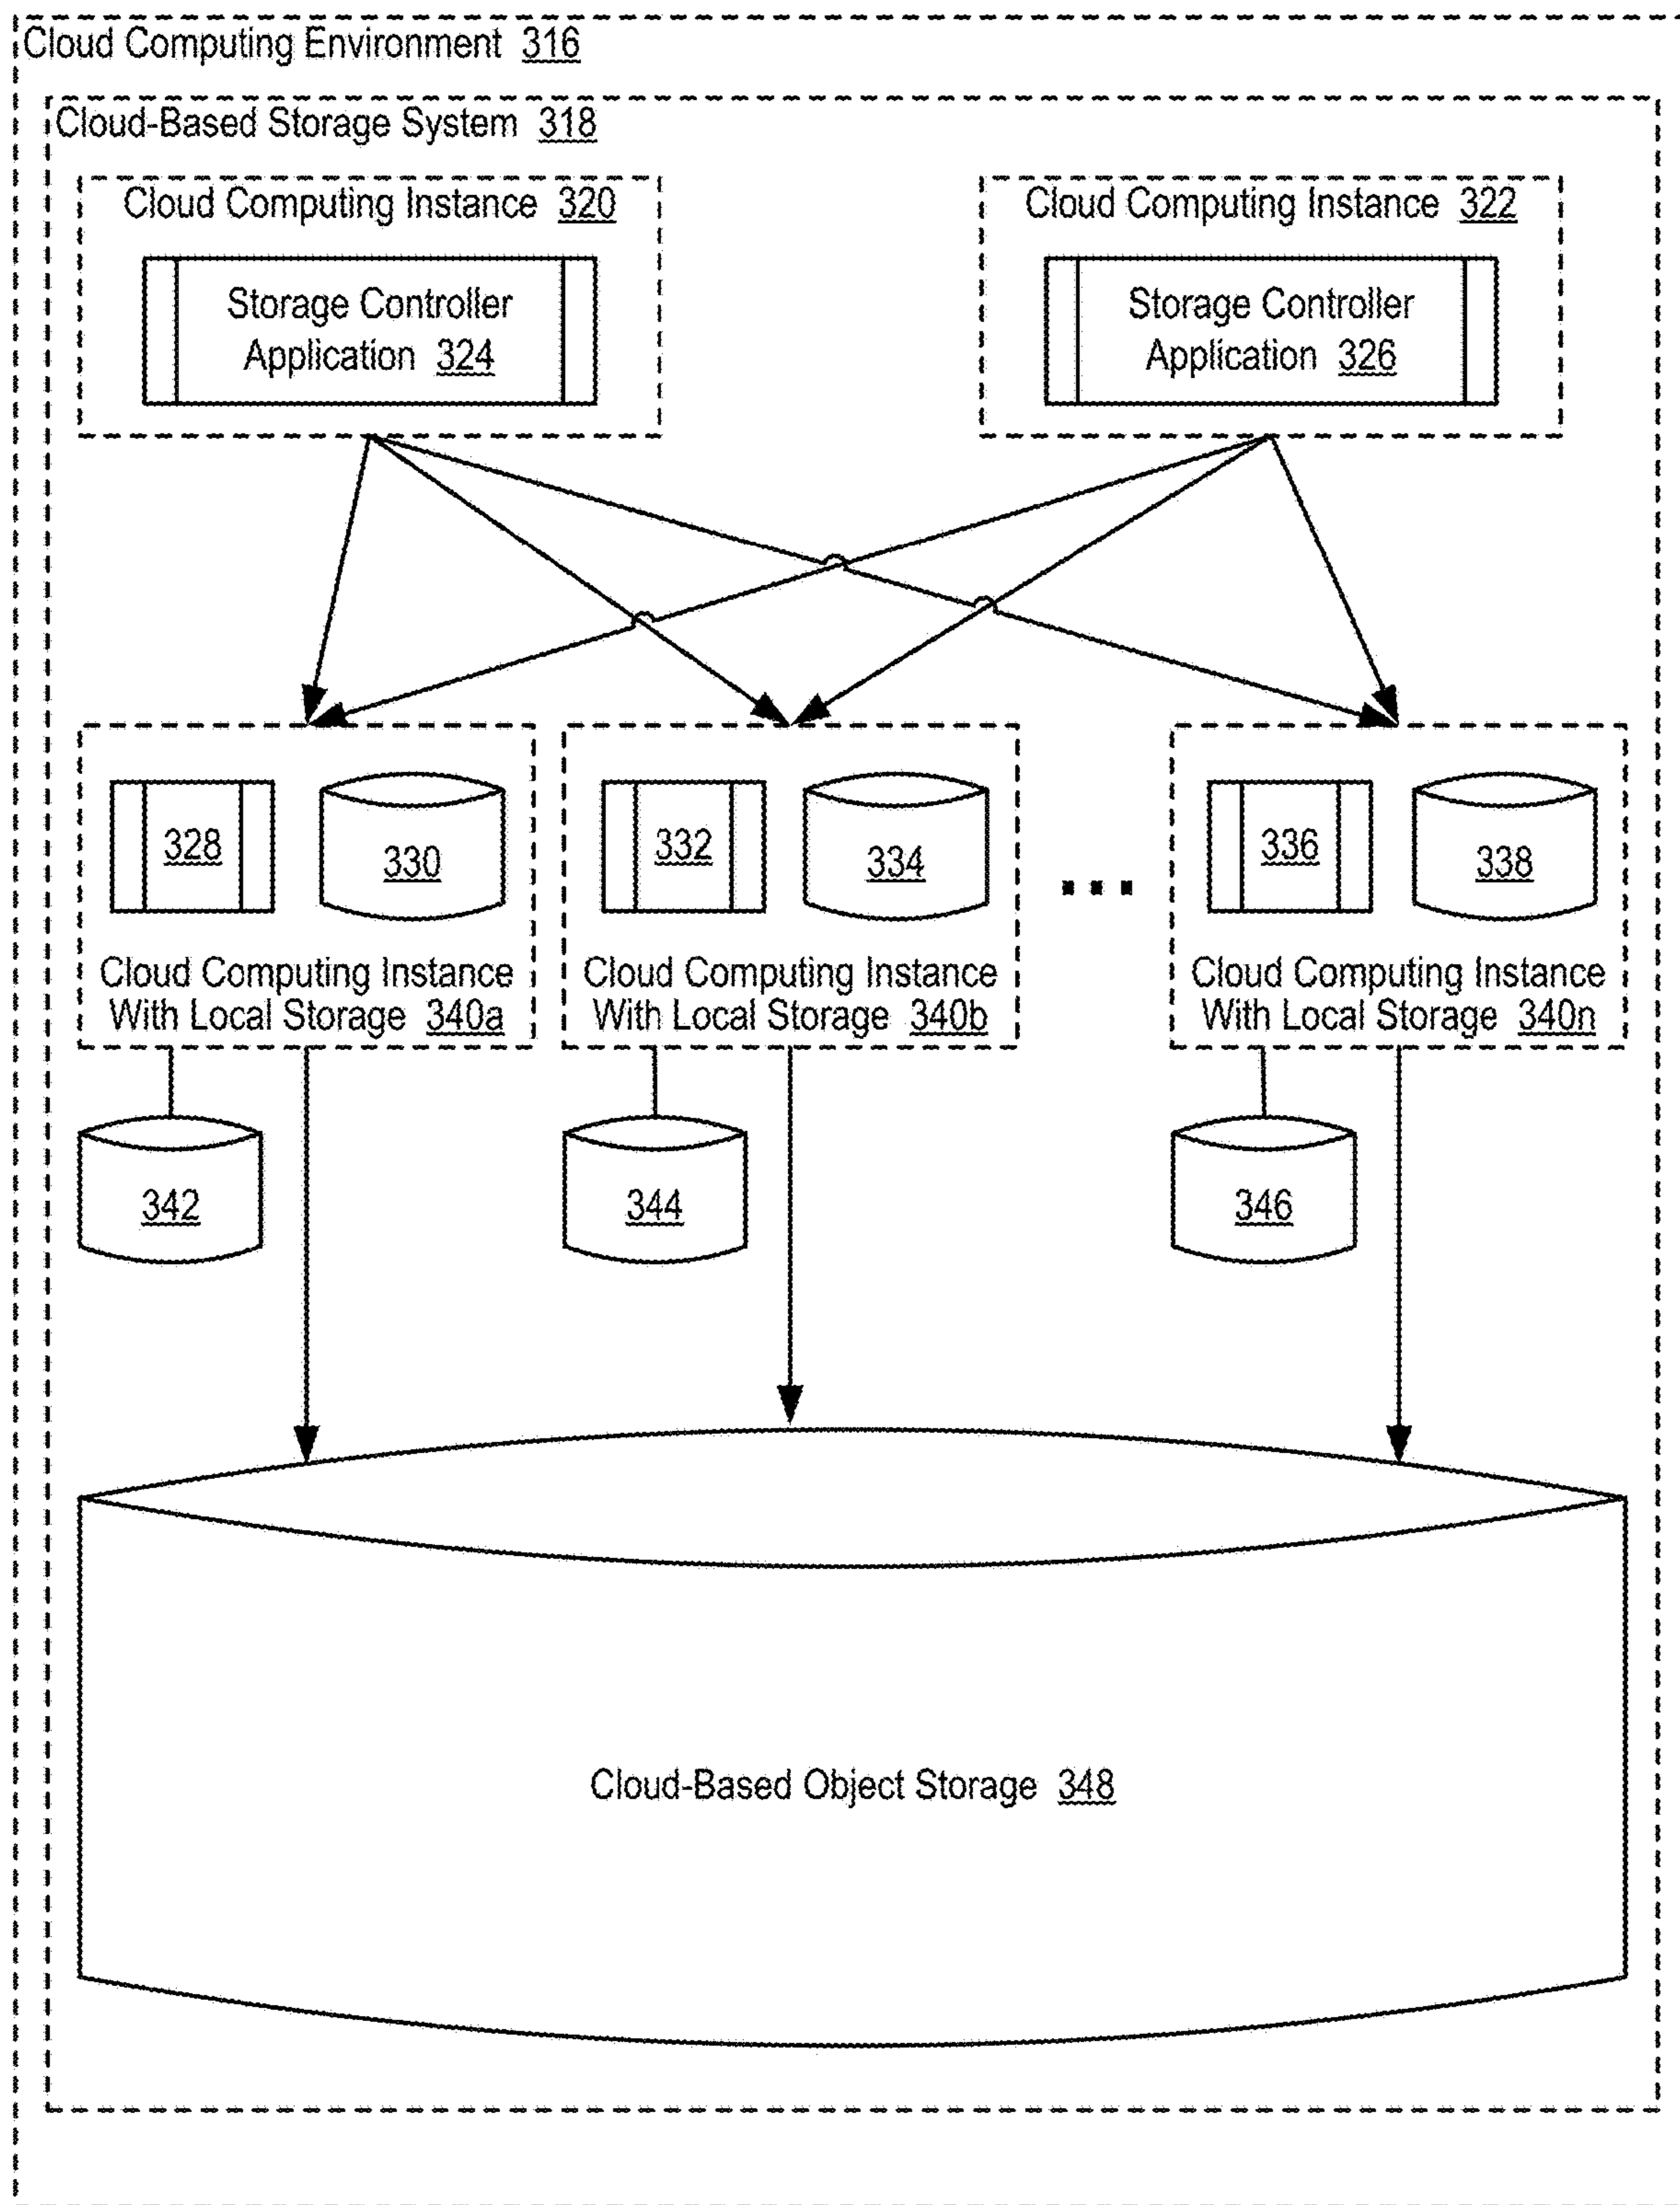 Cloud Computing Environment 316
Cloud-Based Storage System 318
Cloud Computing Instance 320
Storage Controller
Application 324
Cloud Computing Instance 322
Storage Controller
Application 326
328
330
Cloud Computing Instance
With Local Storage 340a
332
334
Cloud Computing Instance
With Local Storage 340b
...
336
338
Cloud Computing Instance
With Local Storage 340n
342
344
346
Cloud-Based Object Storage 348